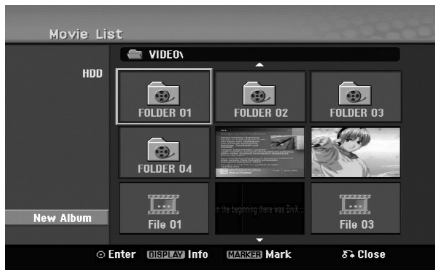 Movie List
VIDEO\
HDD
FOLDER 01
FOLDER 02
FOLDER 03
FOLDER 04
New Album
File 01
File 03
Enter DISPLAY Info MARKER Mark Close